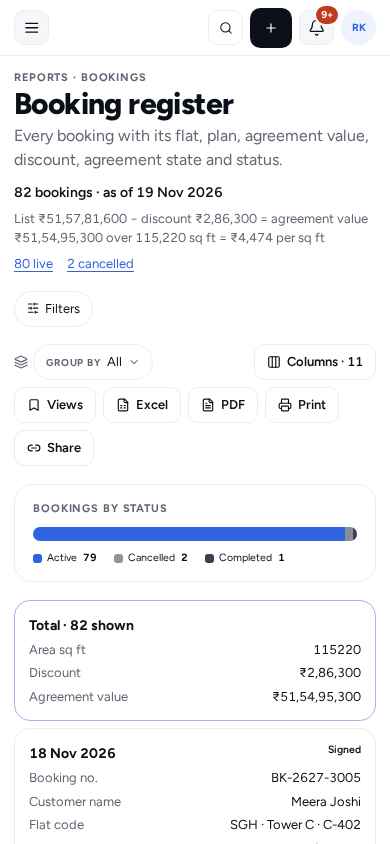 9+
RK
REPORTS · BOOKINGS
Booking register
Every booking with its flat, plan, agreement value,
discount, agreement state and status.
82 bookings · as of 19 Nov 2026
List ₹51,57,81,600 − discount ₹2,86,300 = agreement value
₹51,54,95,300 over 115,220 sq ft = ₹4,474 per sq ft
80 live 2 cancelled
Filters
GROUP BY All Columns · 11
Views Excel PDF Print
Share
BOOKINGS BY STATUS
Active 79 Cancelled 2 Completed 1
Total · 82 shown
Area sq ft 115220
Discount ₹2,86,300
Agreement value ₹51,54,95,300
18 Nov 2026 Signed
Booking no. BK-2627-3005
Customer name Meera Joshi
Flat code SGH · Tower C · C-402